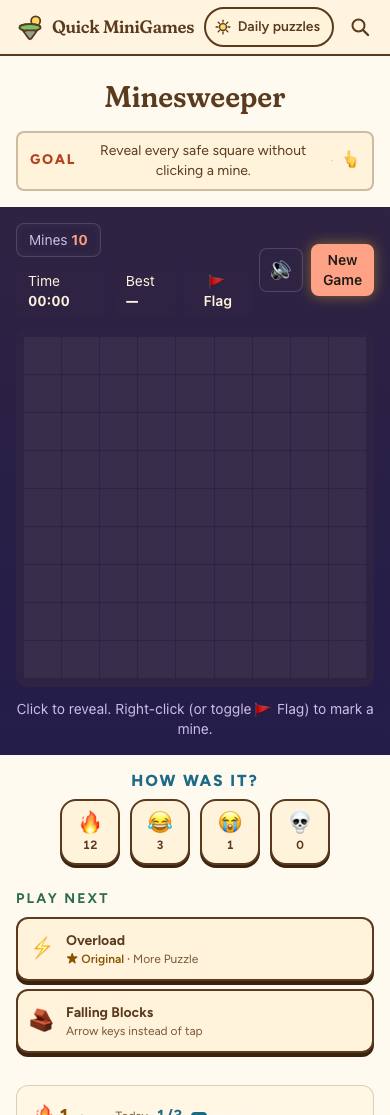 Quick MiniGames
Daily puzzles
Minesweeper
GOAL
Reveal every safe square without
clicking a mine.
Mines 10
Time
00:00
Best
—
Flag
New
Game
Click to reveal. Right-click (or toggle 🚩 Flag) to mark a
mine.
HOW WAS IT?
12
3
1
0
PLAY NEXT
Overload
★ Original · More Puzzle
Falling Blocks
Arrow keys instead of tap